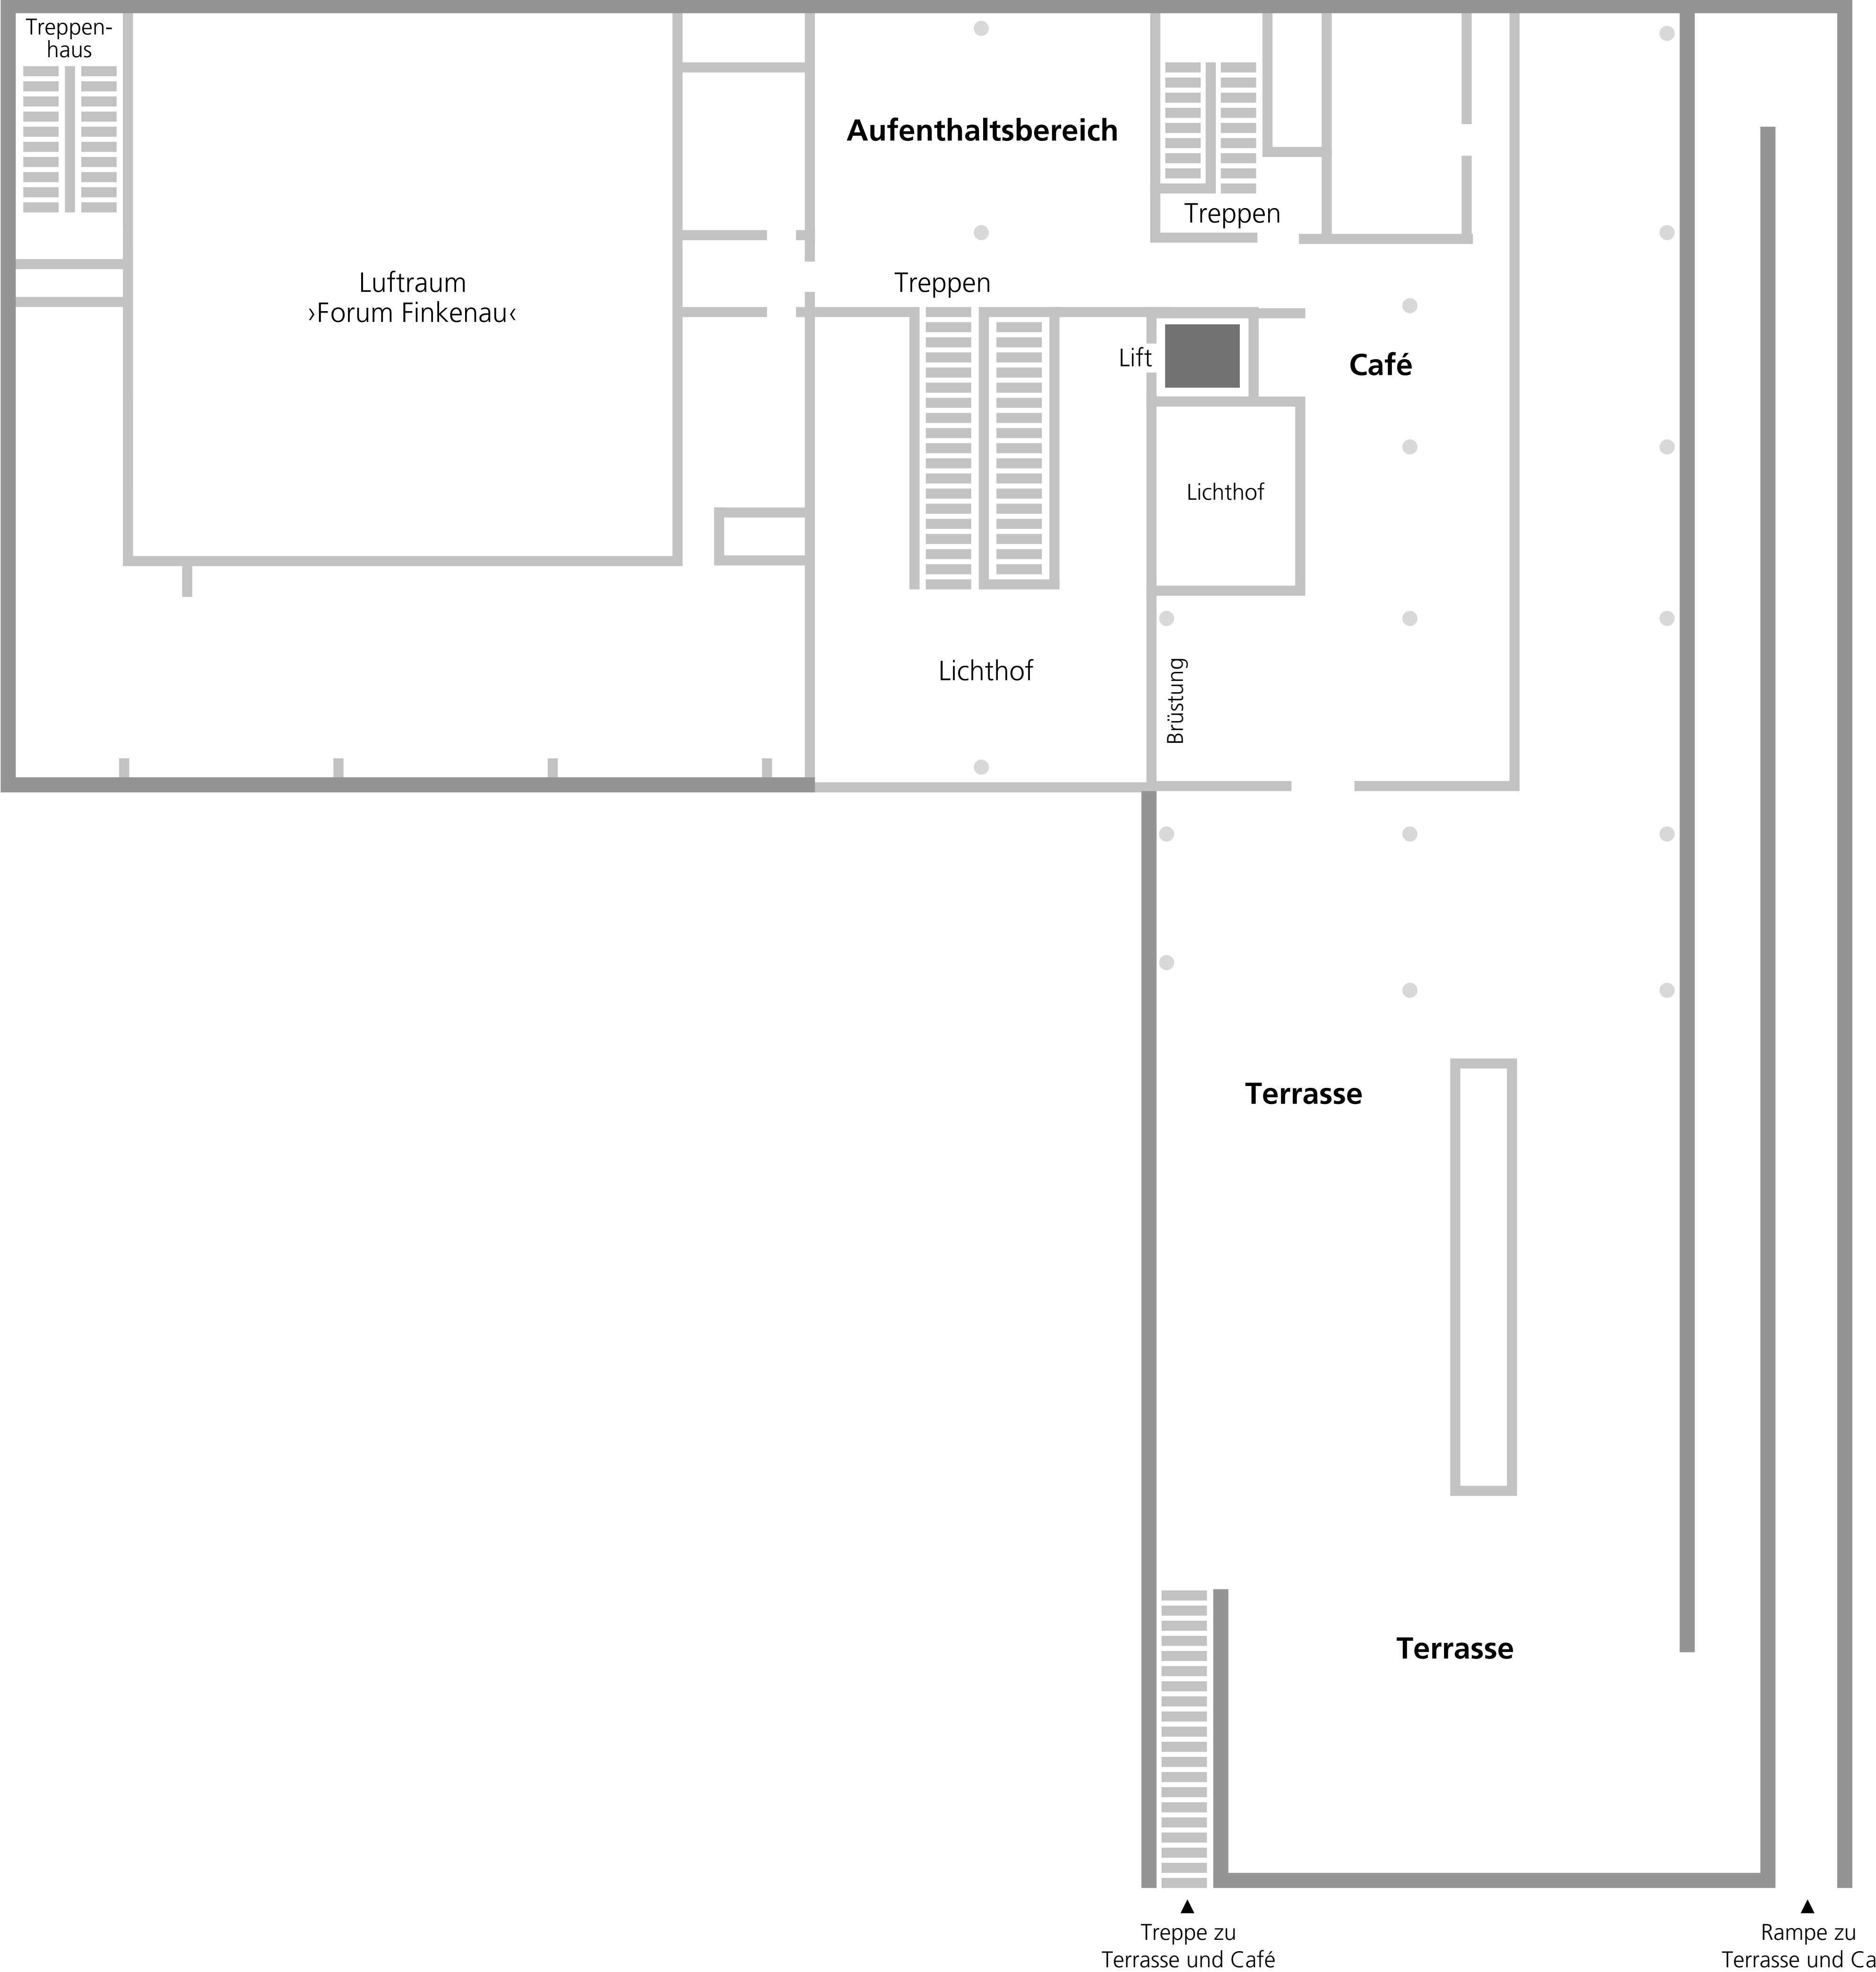 Treppen-
haus
Aufenthaltsbereich
Treppen
Luftraum
›Forum Finkenau‹
Treppen
Lift
Café
Lichthof
Lichthof
Brüstung
Terrasse
Terrasse
Treppe zu
Terrasse und Café
Rampe zu
Terrasse und Ca